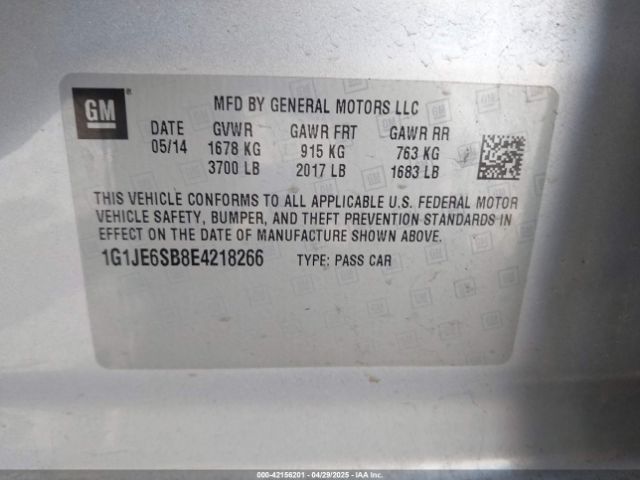 GM
MFD BY GENERAL MOTORS LLC
DATE GVWR GAWR FRT GAWR RR
05/14 1678 KG 915 KG 763 KG
3700 LB 2017 LB 1683 LB
THIS VEHICLE CONFORMS TO ALL APPLICABLE U.S. FEDERAL MOTOR
VEHICLE SAFETY, BUMPER, AND THEFT PREVENTION STANDARDS IN
EFFECT ON THE DATE OF MANUFACTURE SHOWN ABOVE.
1G1JE6SB8E4218266 TYPE: PASS CAR
000-42156201 - 04/29/2025 - IAA Inc.